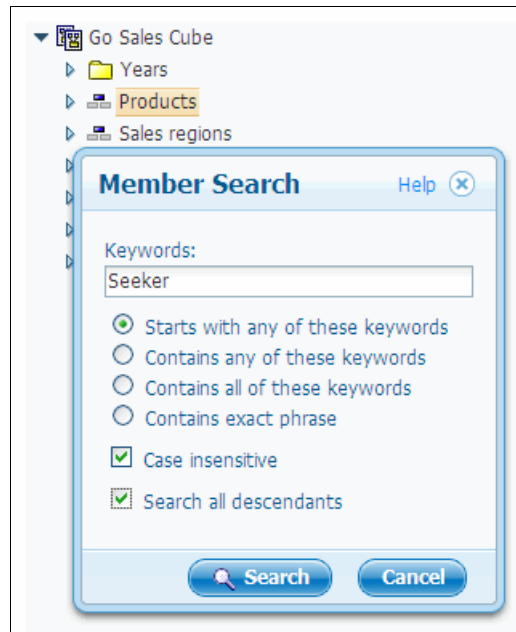 Go Sales Cube
Years
Products
Sales regions
Member Search
Help
Keywords:
Seeker
Starts with any of these keywords
Contains any of these keywords
Contains all of these keywords
Contains exact phrase
Case insensitive
Search all descendants
Search
Cancel